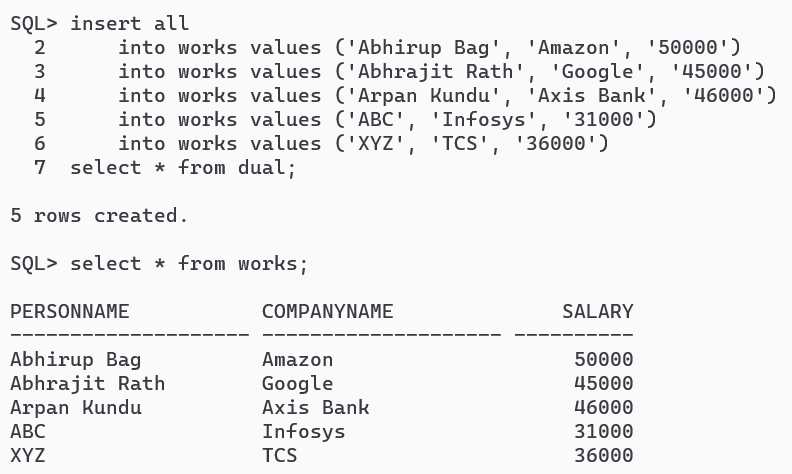 SQL> insert all
  2      into works values ('Abhirup Bag', 'Amazon', '50000')
  3      into works values ('Abhrajit Rath', 'Google', '45000')
  4      into works values ('Arpan Kundu', 'Axis Bank', '46000')
  5      into works values ('ABC', 'Infosys', '31000')
  6      into works values ('XYZ', 'TCS', '36000')
  7  select * from dual;

5 rows created.

SQL> select * from works;

PERSONNAME           COMPANYNAME              SALARY
-------------------- -------------------- ----------
Abhirup Bag          Amazon                    50000
Abhrajit Rath        Google                    45000
Arpan Kundu          Axis Bank                 46000
ABC                  Infosys                   31000
XYZ                  TCS                       36000